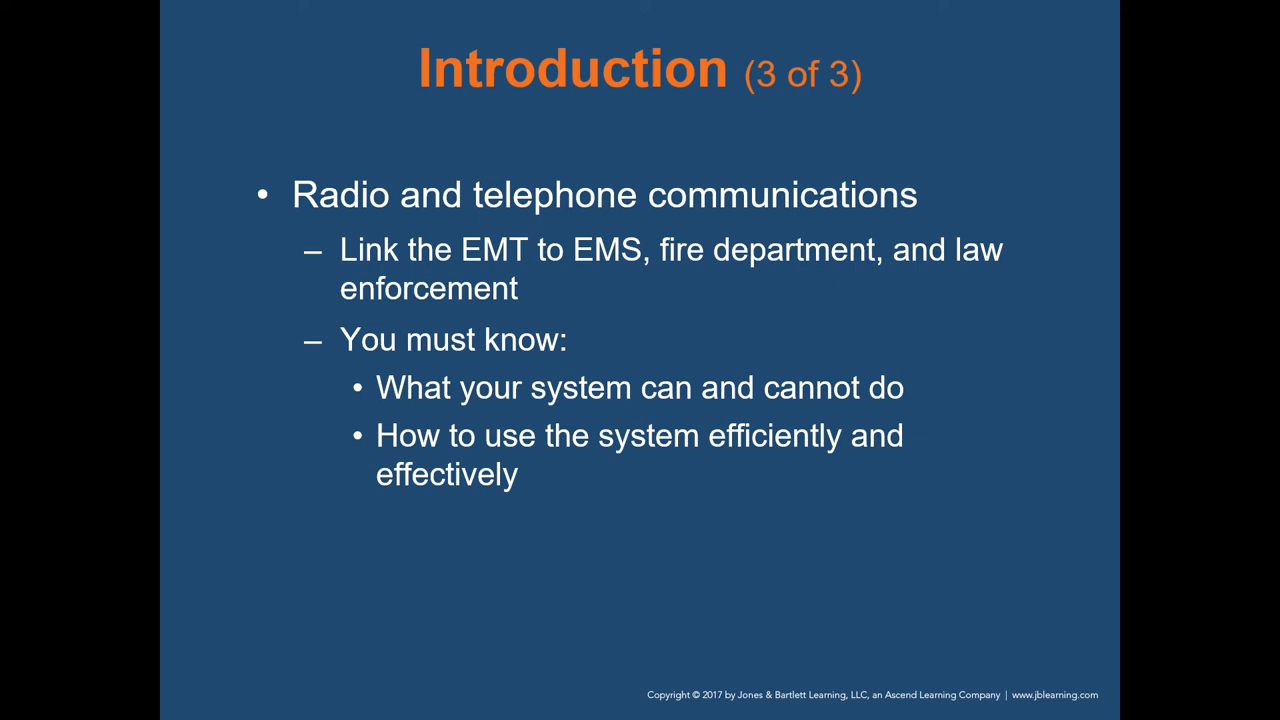 Introduction (3 of 3)
• Radio and telephone communications
– Link the EMT to EMS, fire department, and law
enforcement
– You must know:
• What your system can and cannot do
• How to use the system efficiently and
effectively
Copyright © 2017 by Jones & Bartlett Learning, LLC, an Ascend Learning Company | www.jblearning.com